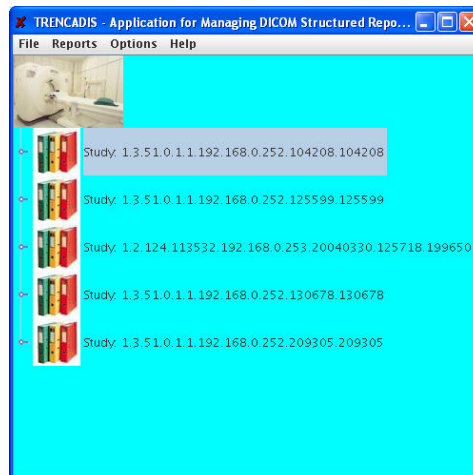 TRENCADIS - Application for Managing DICOM Structured Repo...
File Reports Options Help
Study: 1.3.51.0.1.1.192.168.0.252.104208.104208
Study: 1.3.51.0.1.1.192.168.0.252.125599.125599
Study: 1.2.124.113532.192.168.0.253.20040330.125718.199650
Study: 1.3.51.0.1.1.192.168.0.252.130678.130678
Study: 1.3.51.0.1.1.192.168.0.252.209305.209305